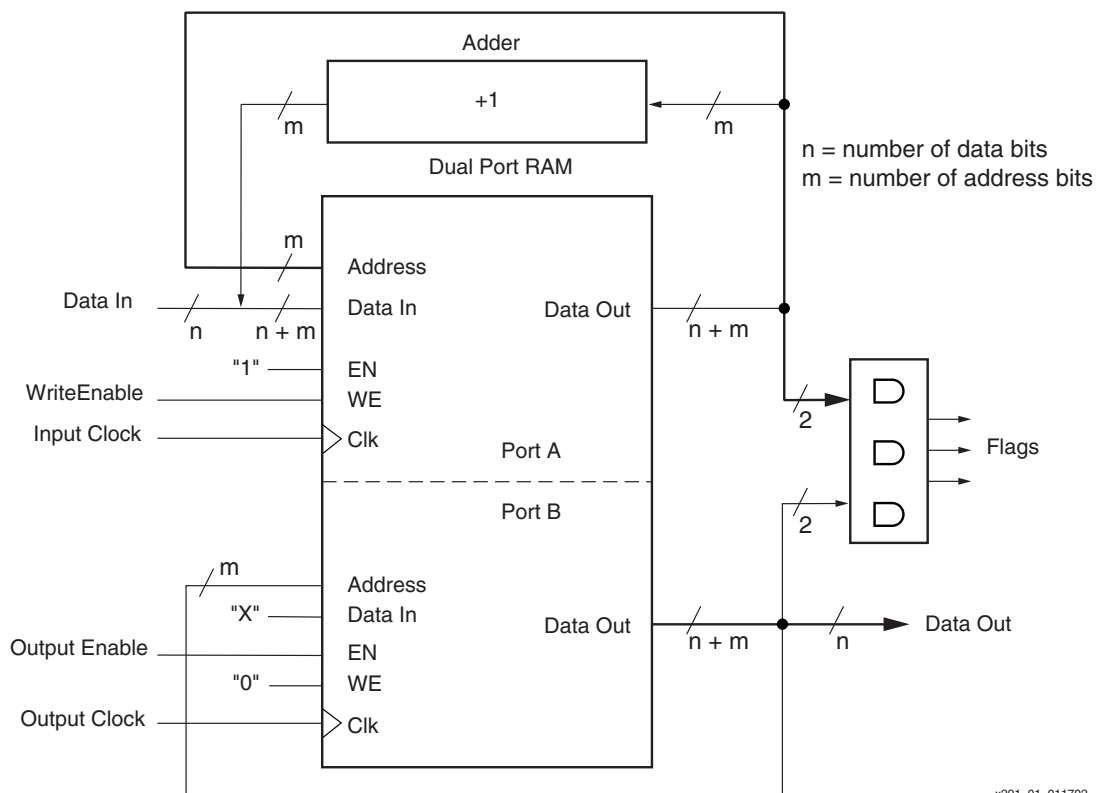 Adder
+1
m
m
n = number of data bits
m = number of address bits
Dual Port RAM
m
Address
Data In
n
n + m
Data In
Data Out
n + m
"1"
EN
WriteEnable
WE
2
Input Clock
Clk
Port A
Flags
Port B
2
m
Address
"X"
Data In
Data Out
n + m
n
Data Out
Output Enable
EN
"0"
WE
Output Clock
Clk